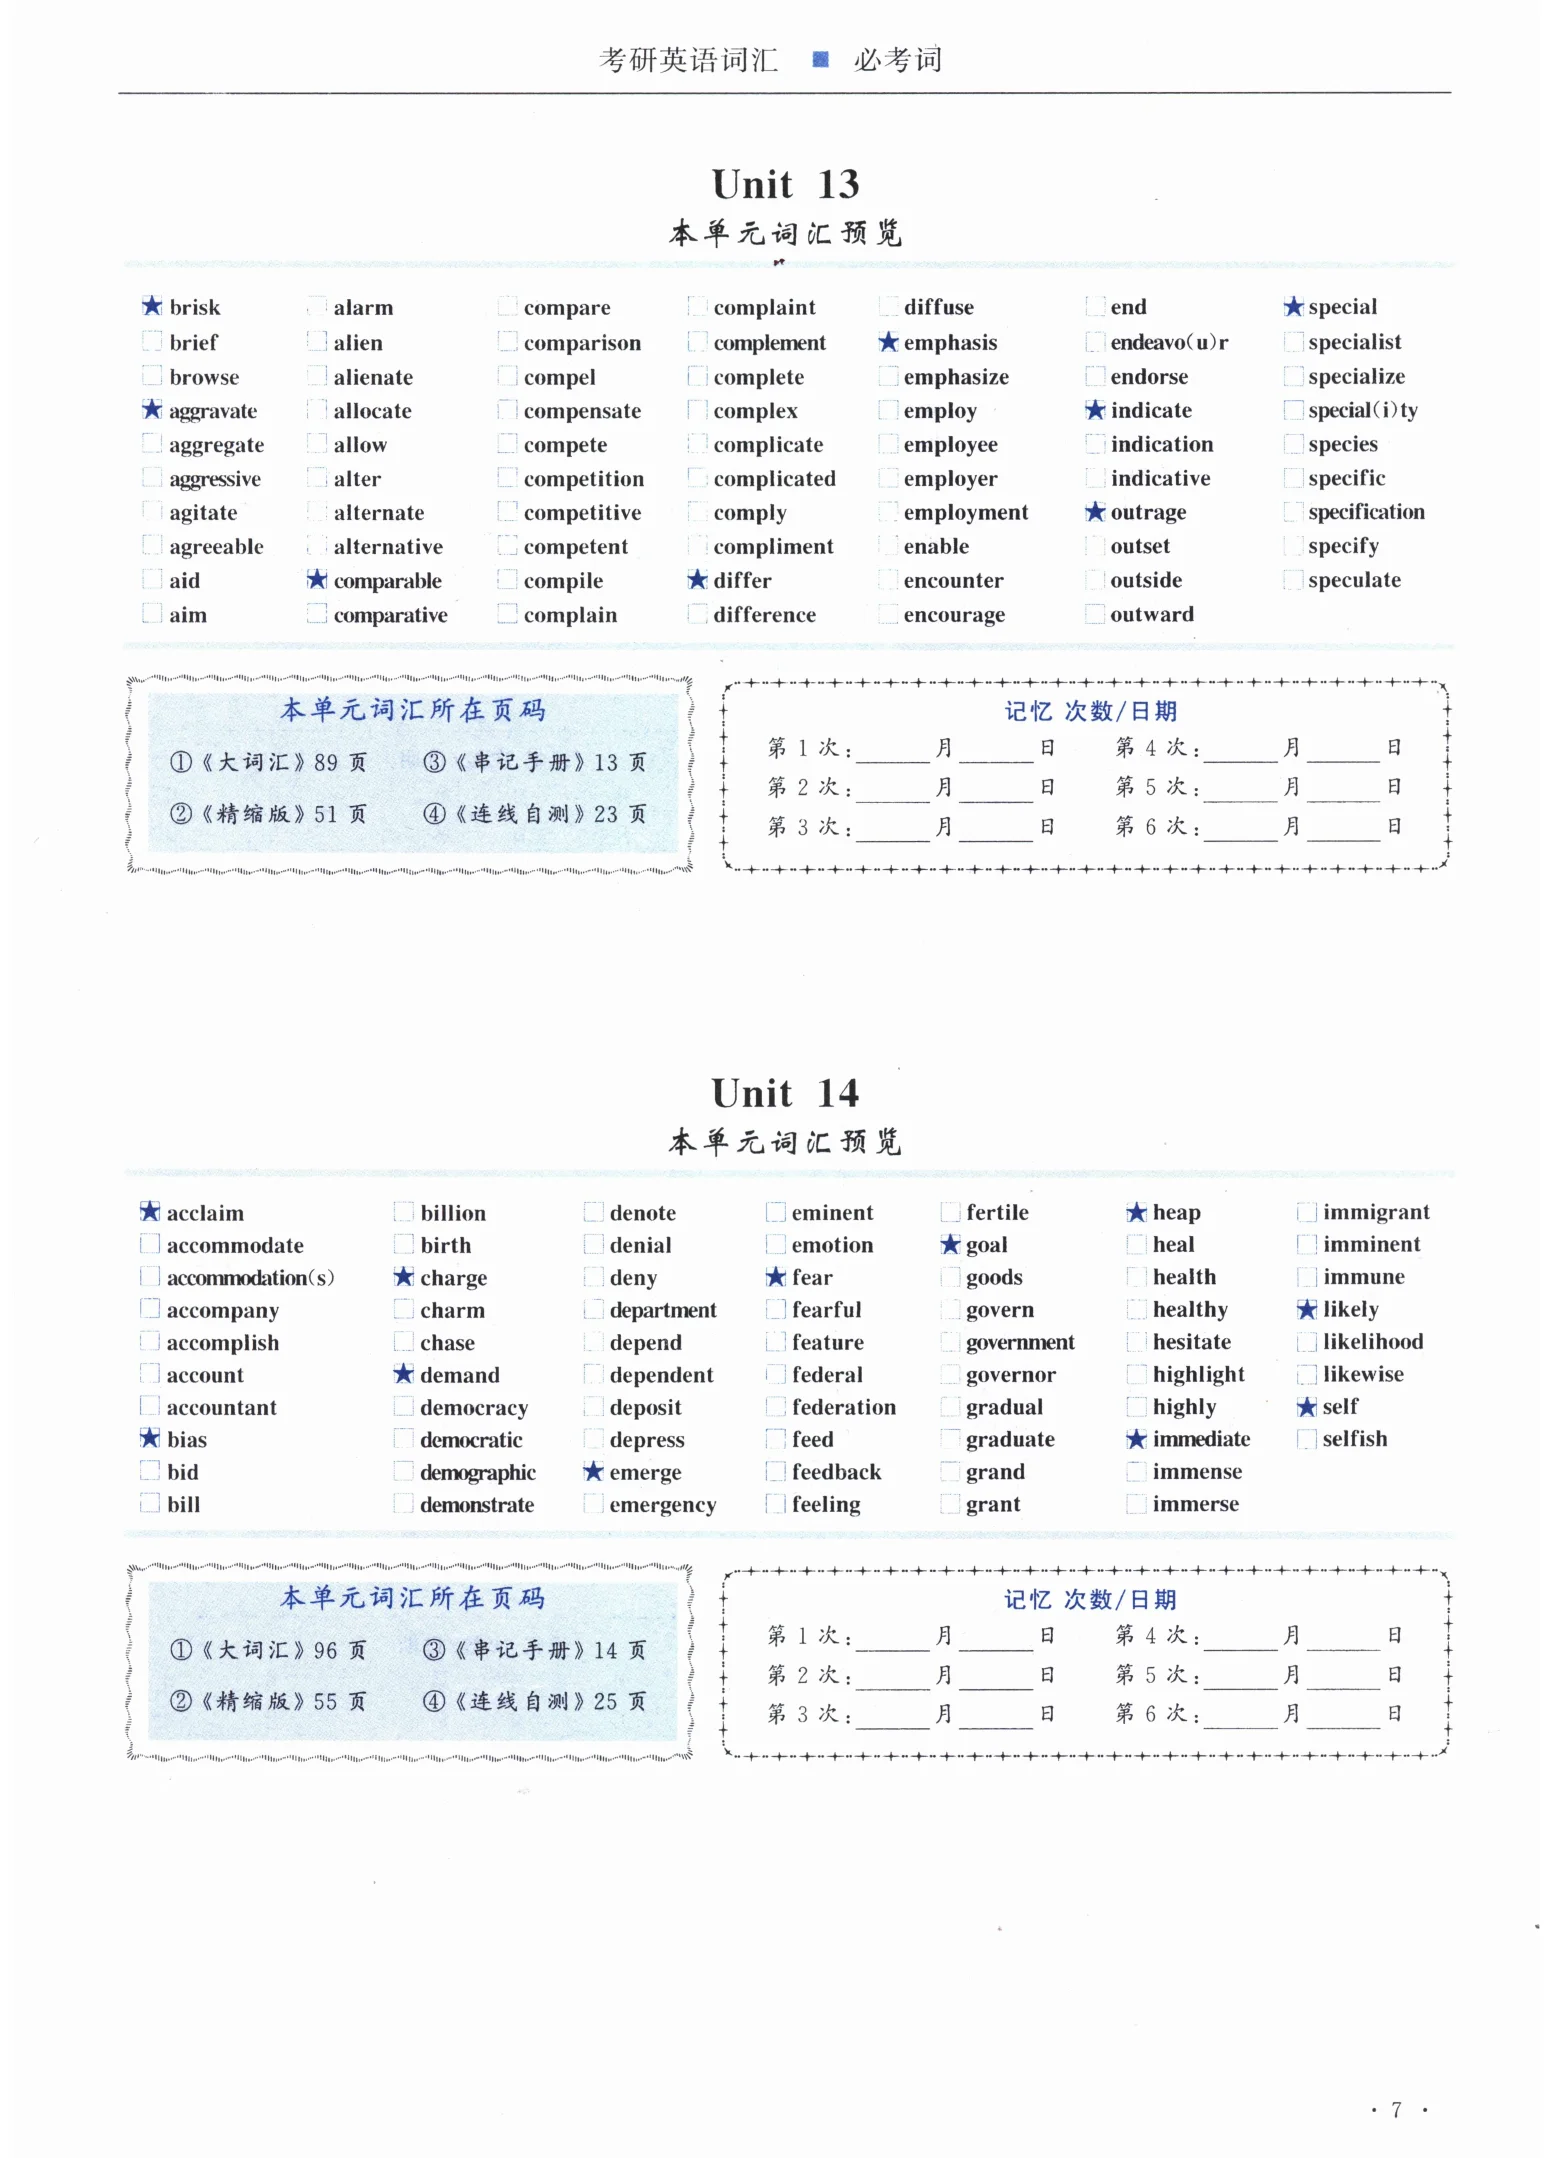 考研英语词汇 ■ 必考词
Unit 13
本单元词汇预览
★ brisk alarm compare complaint diffuse end ★ special
brief alien comparison complement ★ emphasis endeavo(u)r specialist
browse alienate compel complete emphasize endorse specialize
★ aggravate allocate compensate complex employ ★ indicate special(i)ty
aggregate allow compete complicate employee indication species
aggressive alter competition complicated employer indicative specific
agitate alternate competitive comply employment ★ outrage specification
agreeable alternative competent compliment enable outset specify
aid ★ comparable compile ★ differ encounter outside speculate
aim comparative complain difference encourage outward
本单元词汇所在页码
①《大词汇》89 页 ③《串记手册》13 页
②《精缩版》51 页 ④《连线自测》23 页
记忆 次数/日期
第 1 次:______月______日 第 4 次:______月______日
第 2 次:______月______日 第 5 次:______月______日
第 3 次:______月______日 第 6 次:______月______日
Unit 14
本单元词汇预览
★ acclaim billion denote eminent fertile ★ heap immigrant
accommodate birth denial emotion ★ goal heal imminent
accommodation(s) ★ charge deny ★ fear goods health immune
accompany charm department fearful govern healthy ★ likely
accomplish chase depend feature government hesitate likelihood
account ★ demand dependent federal governor highlight likewise
accountant democracy deposit federation gradual highly ★ self
★ bias democratic depress feed graduate ★ immediate selfish
bid demographic ★ emerge feedback grand immense
bill demonstrate emergency feeling grant immerse
本单元词汇所在页码
①《大词汇》96 页 ③《串记手册》14 页
②《精缩版》55 页 ④《连线自测》25 页
记忆 次数/日期
第 1 次:______月______日 第 4 次:______月______日
第 2 次:______月______日 第 5 次:______月______日
第 3 次:______月______日 第 6 次:______月______日
· 7 ·